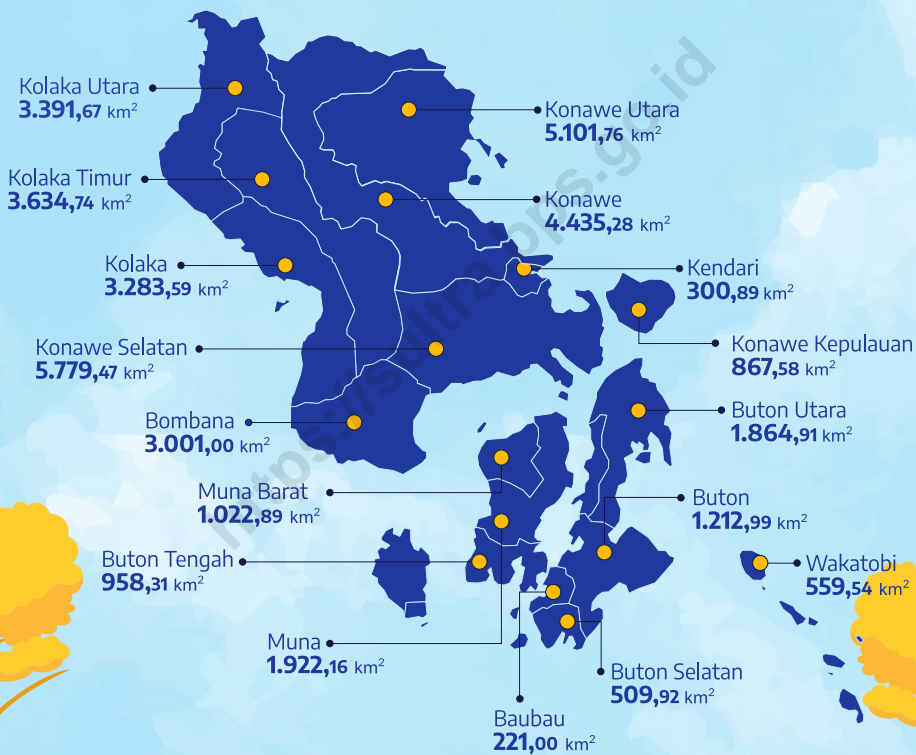 Kolaka Utara
3.391,67 km²
Konawe Utara
5.101,76 km²
Kolaka Timur
3.634,74 km²
Konawe
4.435,28 km²
Kolaka
3.283,59 km²
Kendari
300,89 km²
Konawe Selatan
5.779,47 km²
Konawe Kepulauan
867,58 km²
Bombana
3.001,00 km²
Buton Utara
1.864,91 km²
Muna Barat
1.022,89 km²
Buton
1.212,99 km²
Buton Tengah
958,31 km²
Wakatobi
559,54 km²
Muna
1.922,16 km²
Buton Selatan
509,92 km²
Baubau
221,00 km²
https://sultra.bps.go.id